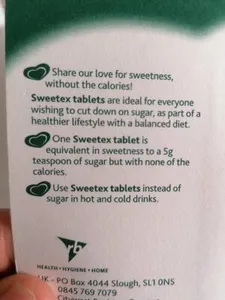 Share our love for sweetness,
without the calories!
Sweetex tablets are ideal for everyone
wishing to cut down on sugar, as part of a
healthier lifestyle with a balanced diet.
One Sweetex tablet is
equivalent in sweetness to a 5g
teaspoon of sugar but with none of the
calories.
Use Sweetex tablets instead of
sugar in hot and cold drinks.
rb
HEALTH • HYGIENE • HOME
UK - PO Box 4044 Slough, SL1 0NS
0845 769 7079